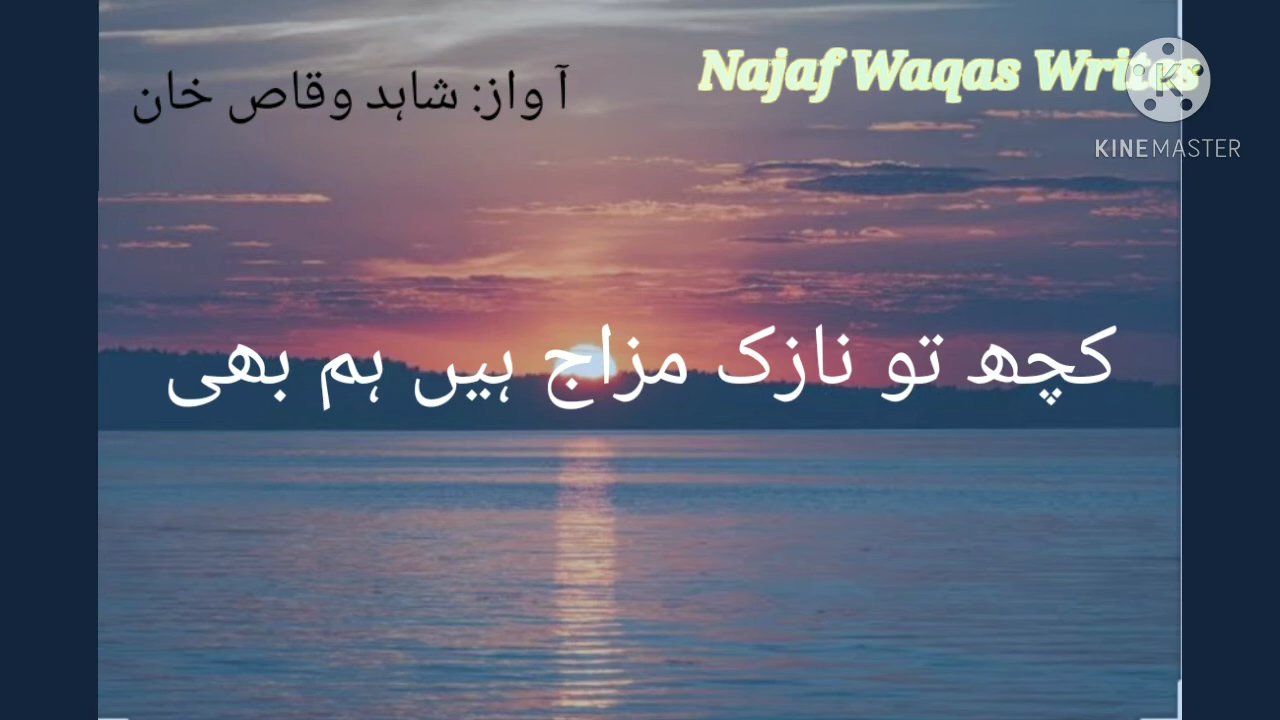 Najaf Waqas Writes
آواز: شاہد وقاص خان
KINEMASTER
کچھ تو نازک مزاج ہیں ہم بھی